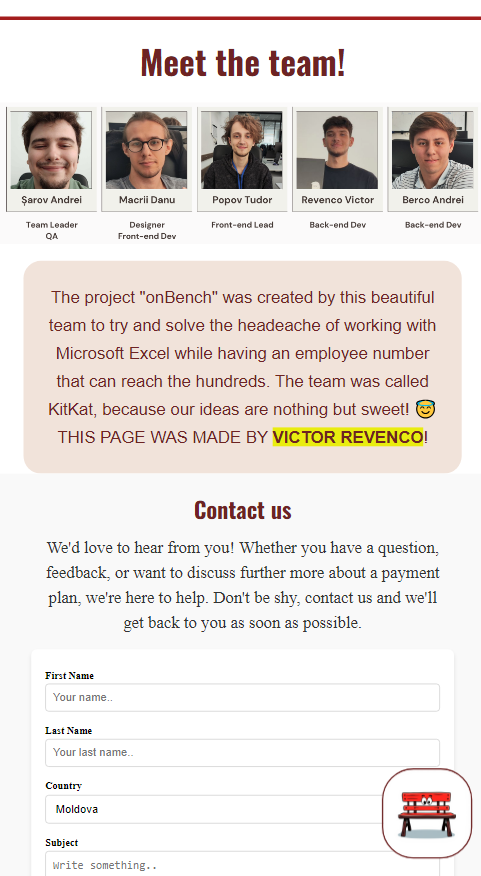 Meet the team!
Șarov Andrei
Macrii Danu
Popov Tudor
Revenco Victor
Berco Andrei
Team Leader
QA
Designer
Front-end Dev
Front-end Lead
Back-end Dev
Back-end Dev
The project "onBench" was created by this beautiful
team to try and solve the headeache of working with
Microsoft Excel while having an employee number
that can reach the hundreds. The team was called
KitKat, because our ideas are nothing but sweet! 😇
THIS PAGE WAS MADE BY VICTOR REVENCO!
Contact us
We'd love to hear from you! Whether you have a question,
feedback, or want to discuss further more about a payment
plan, we're here to help. Don't be shy, contact us and we'll
get back to you as soon as possible.
First Name
Your name..
Last Name
Your last name..
Country
Moldova
Subject
Write something..